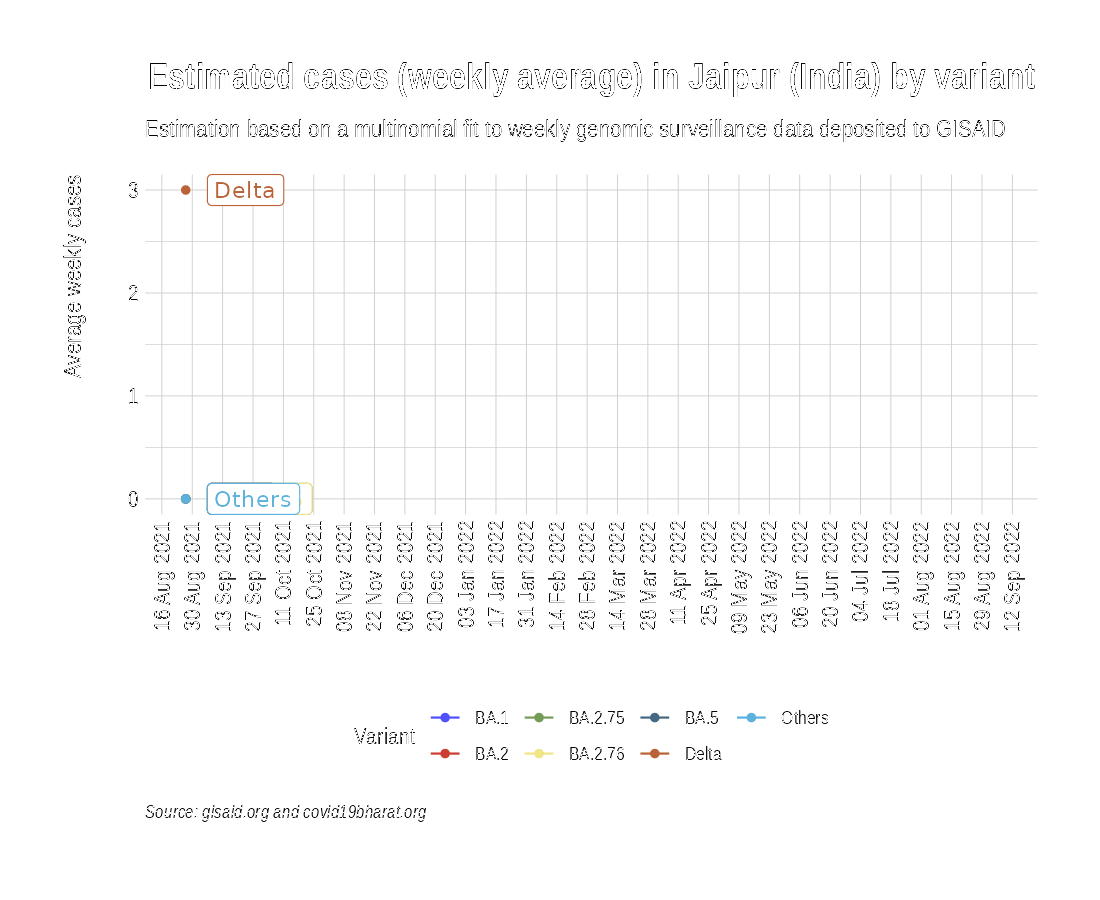 Estimated cases (weekly average) in Jaipur (India) by variant
Estimation based on a multinomial fit to weekly genomic surveillance data deposited to GISAID
Average weekly cases
3
2
1
0
Delta
Others
16 Aug 2021
30 Aug 2021
13 Sep 2021
27 Sep 2021
11 Oct 2021
25 Oct 2021
08 Nov 2021
22 Nov 2021
06 Dec 2021
20 Dec 2021
03 Jan 2022
17 Jan 2022
31 Jan 2022
14 Feb 2022
28 Feb 2022
14 Mar 2022
28 Mar 2022
11 Apr 2022
25 Apr 2022
09 May 2022
23 May 2022
06 Jun 2022
20 Jun 2022
04 Jul 2022
18 Jul 2022
01 Aug 2022
15 Aug 2022
29 Aug 2022
12 Sep 2022
Variant
BA.1
BA.2.75
BA.5
Others
BA.2
BA.2.76
Delta
Source: gisaid.org and covid19bharat.org